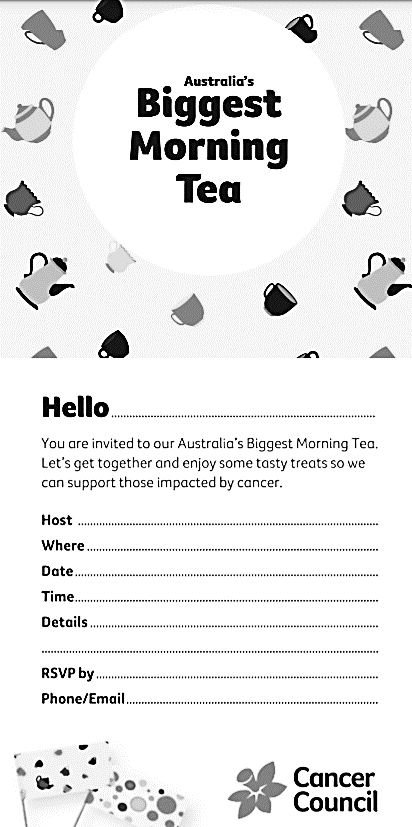 Australia's
Biggest
Morning
Tea
Hello
You are invited to our Australia's Biggest Morning Tea.
Let's get together and enjoy some tasty treats so we
can support those impacted by cancer.
Host
Where
Date
Time
Details
RSVP by
Phone/Email
Cancer
Council